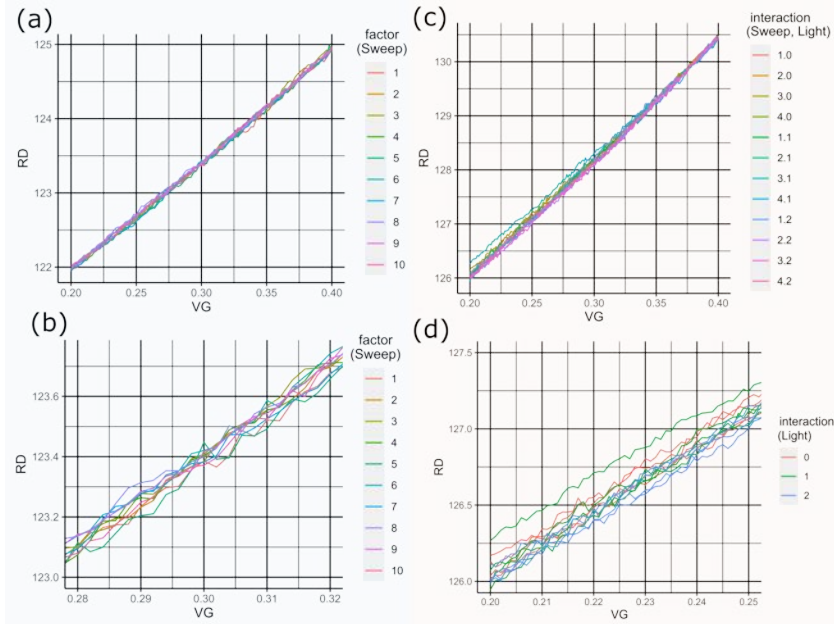 (a)
factor
(Sweep)
125
124
123
122
RD
0.20 0.25 0.30 0.35 0.40
VG
1
2
3
4
5
6
7
8
9
10
(c)
interaction
(Sweep, Light)
130
129
128
127
126
RD
0.20 0.25 0.30 0.35 0.40
VG
1.0
2.0
3.0
4.0
1.1
2.1
3.1
4.1
1.2
2.2
3.2
4.2
(b)
factor
(Sweep)
123.6
123.4
123.2
123.0
RD
0.28 0.29 0.30 0.31 0.32
VG
1
2
3
4
5
6
7
8
9
10
(d)
127.5
127.0
126.5
126.0
RD
0.20 0.21 0.22 0.23 0.24 0.25
VG
interaction
(Light)
0
1
2